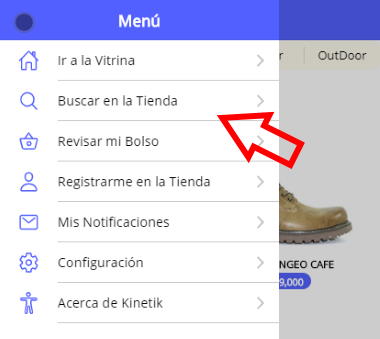 Menú
Ir a la Vitrina
r
OutDoor
Buscar en la Tienda
Revisar mi Bolso
Registrarme en la Tienda
Mis Notificaciones
Configuración
NGEO CAFE
9,000
Acerca de Kinetik